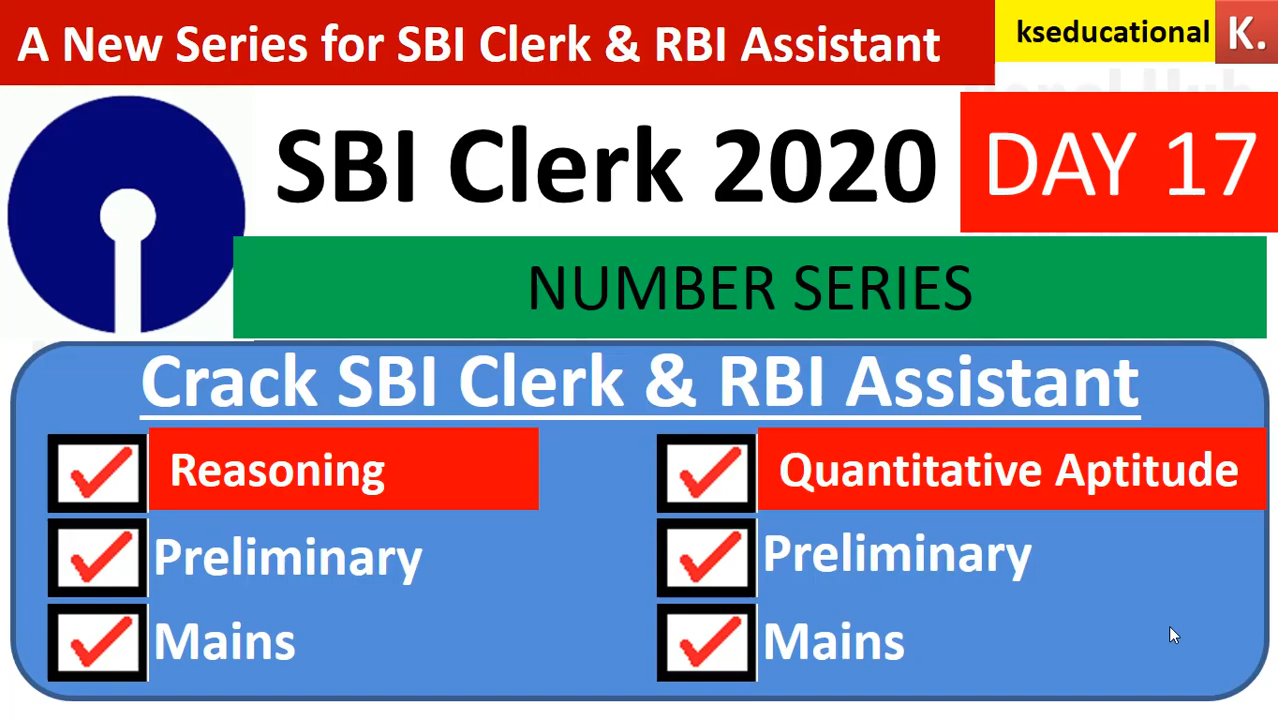 A New Series for SBI Clerk & RBI Assistant
kseducational K.
SBI Clerk 2020
DAY 17
NUMBER SERIES
Crack SBI Clerk & RBI Assistant
Reasoning
Quantitative Aptitude
Preliminary
Preliminary
Mains
Mains